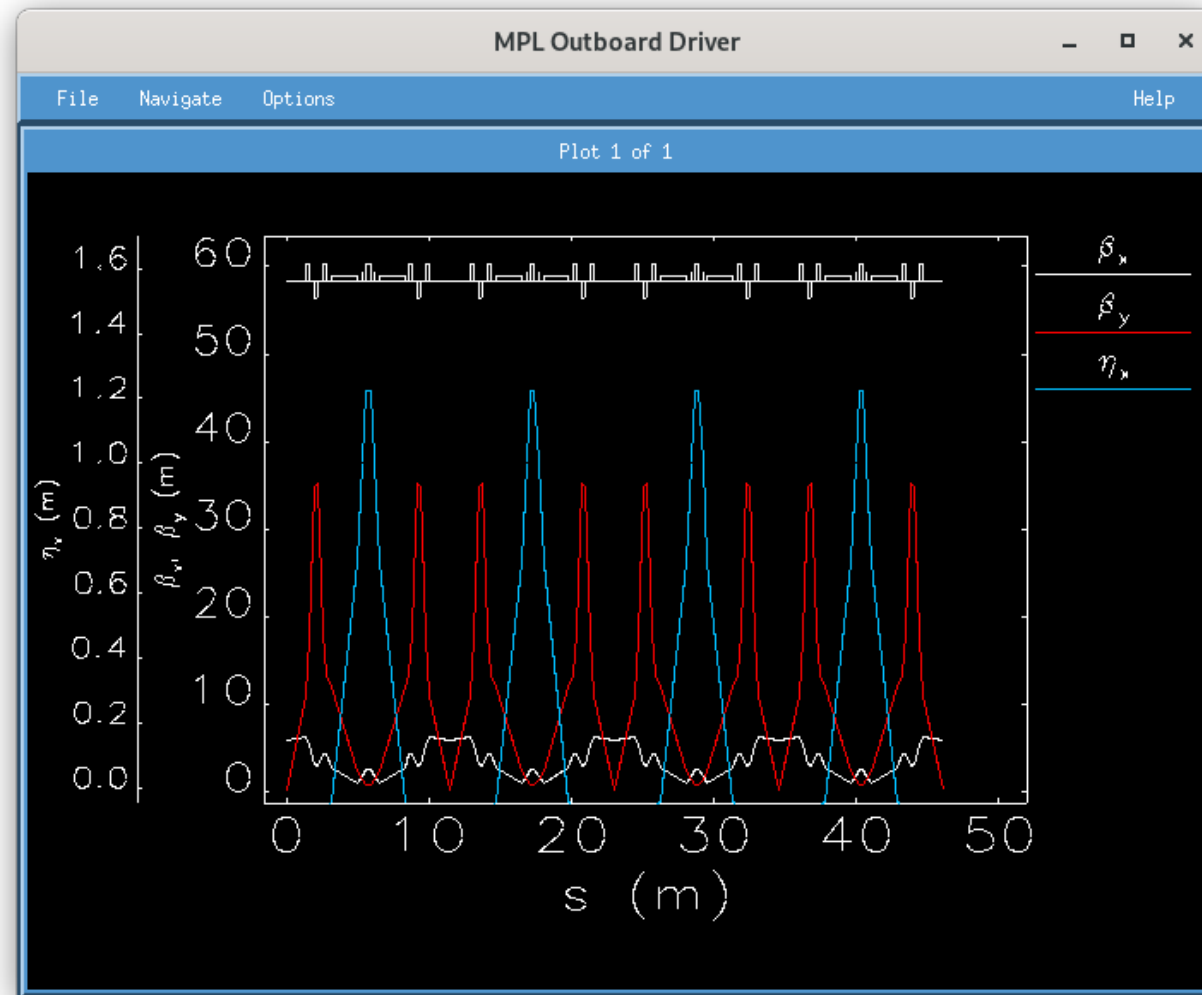 MPL Outboard Driver
File Navigate Options Help
Plot 1 of 1
1.6
1.4
1.2
1.0
0.8
0.6
0.4
0.2
0.0
ηx (m)
60
50
40
30
20
10
0
βx, βy (m)
βx
βy
ηx
0 10 20 30 40 50
s (m)